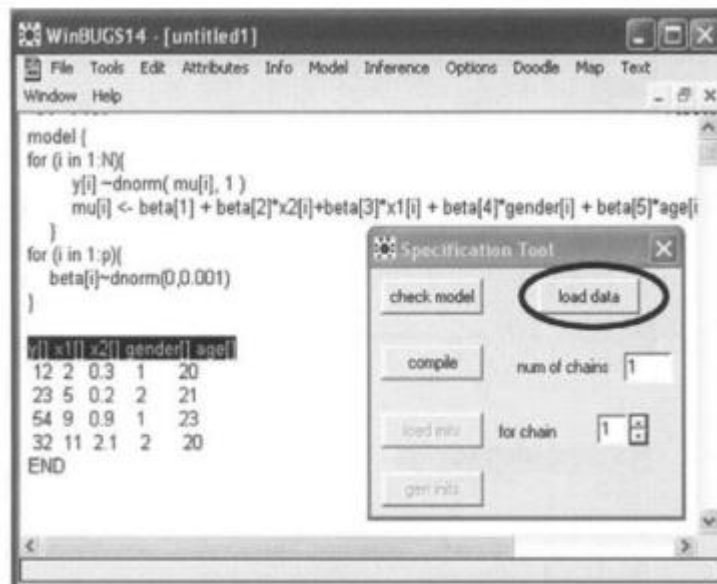 WinBUGS14 - [untitled1]
File Tools Edit Attributes Info Model Inference Options Doodle Map Text
Window Help
model {
for (i in 1:N){
y[i] ~dnorm( mu[i], 1 )
mu[i] <- beta[1] + beta[2]*x2[i]+beta[3]*x1[i] + beta[4]*gender[i] + beta[5]*age[i
}
for (i in 1:p){
beta[i]~dnorm(0,0.001)
}
y[] x1[] x2[] gender[] age[]
12 2 0.3 1 20
23 5 0.2 2 21
54 9 0.9 1 23
32 11 2.1 2 20
END
Specification Tool
check model load data
compile num of chains 1
load inits for chain 1
gen inits